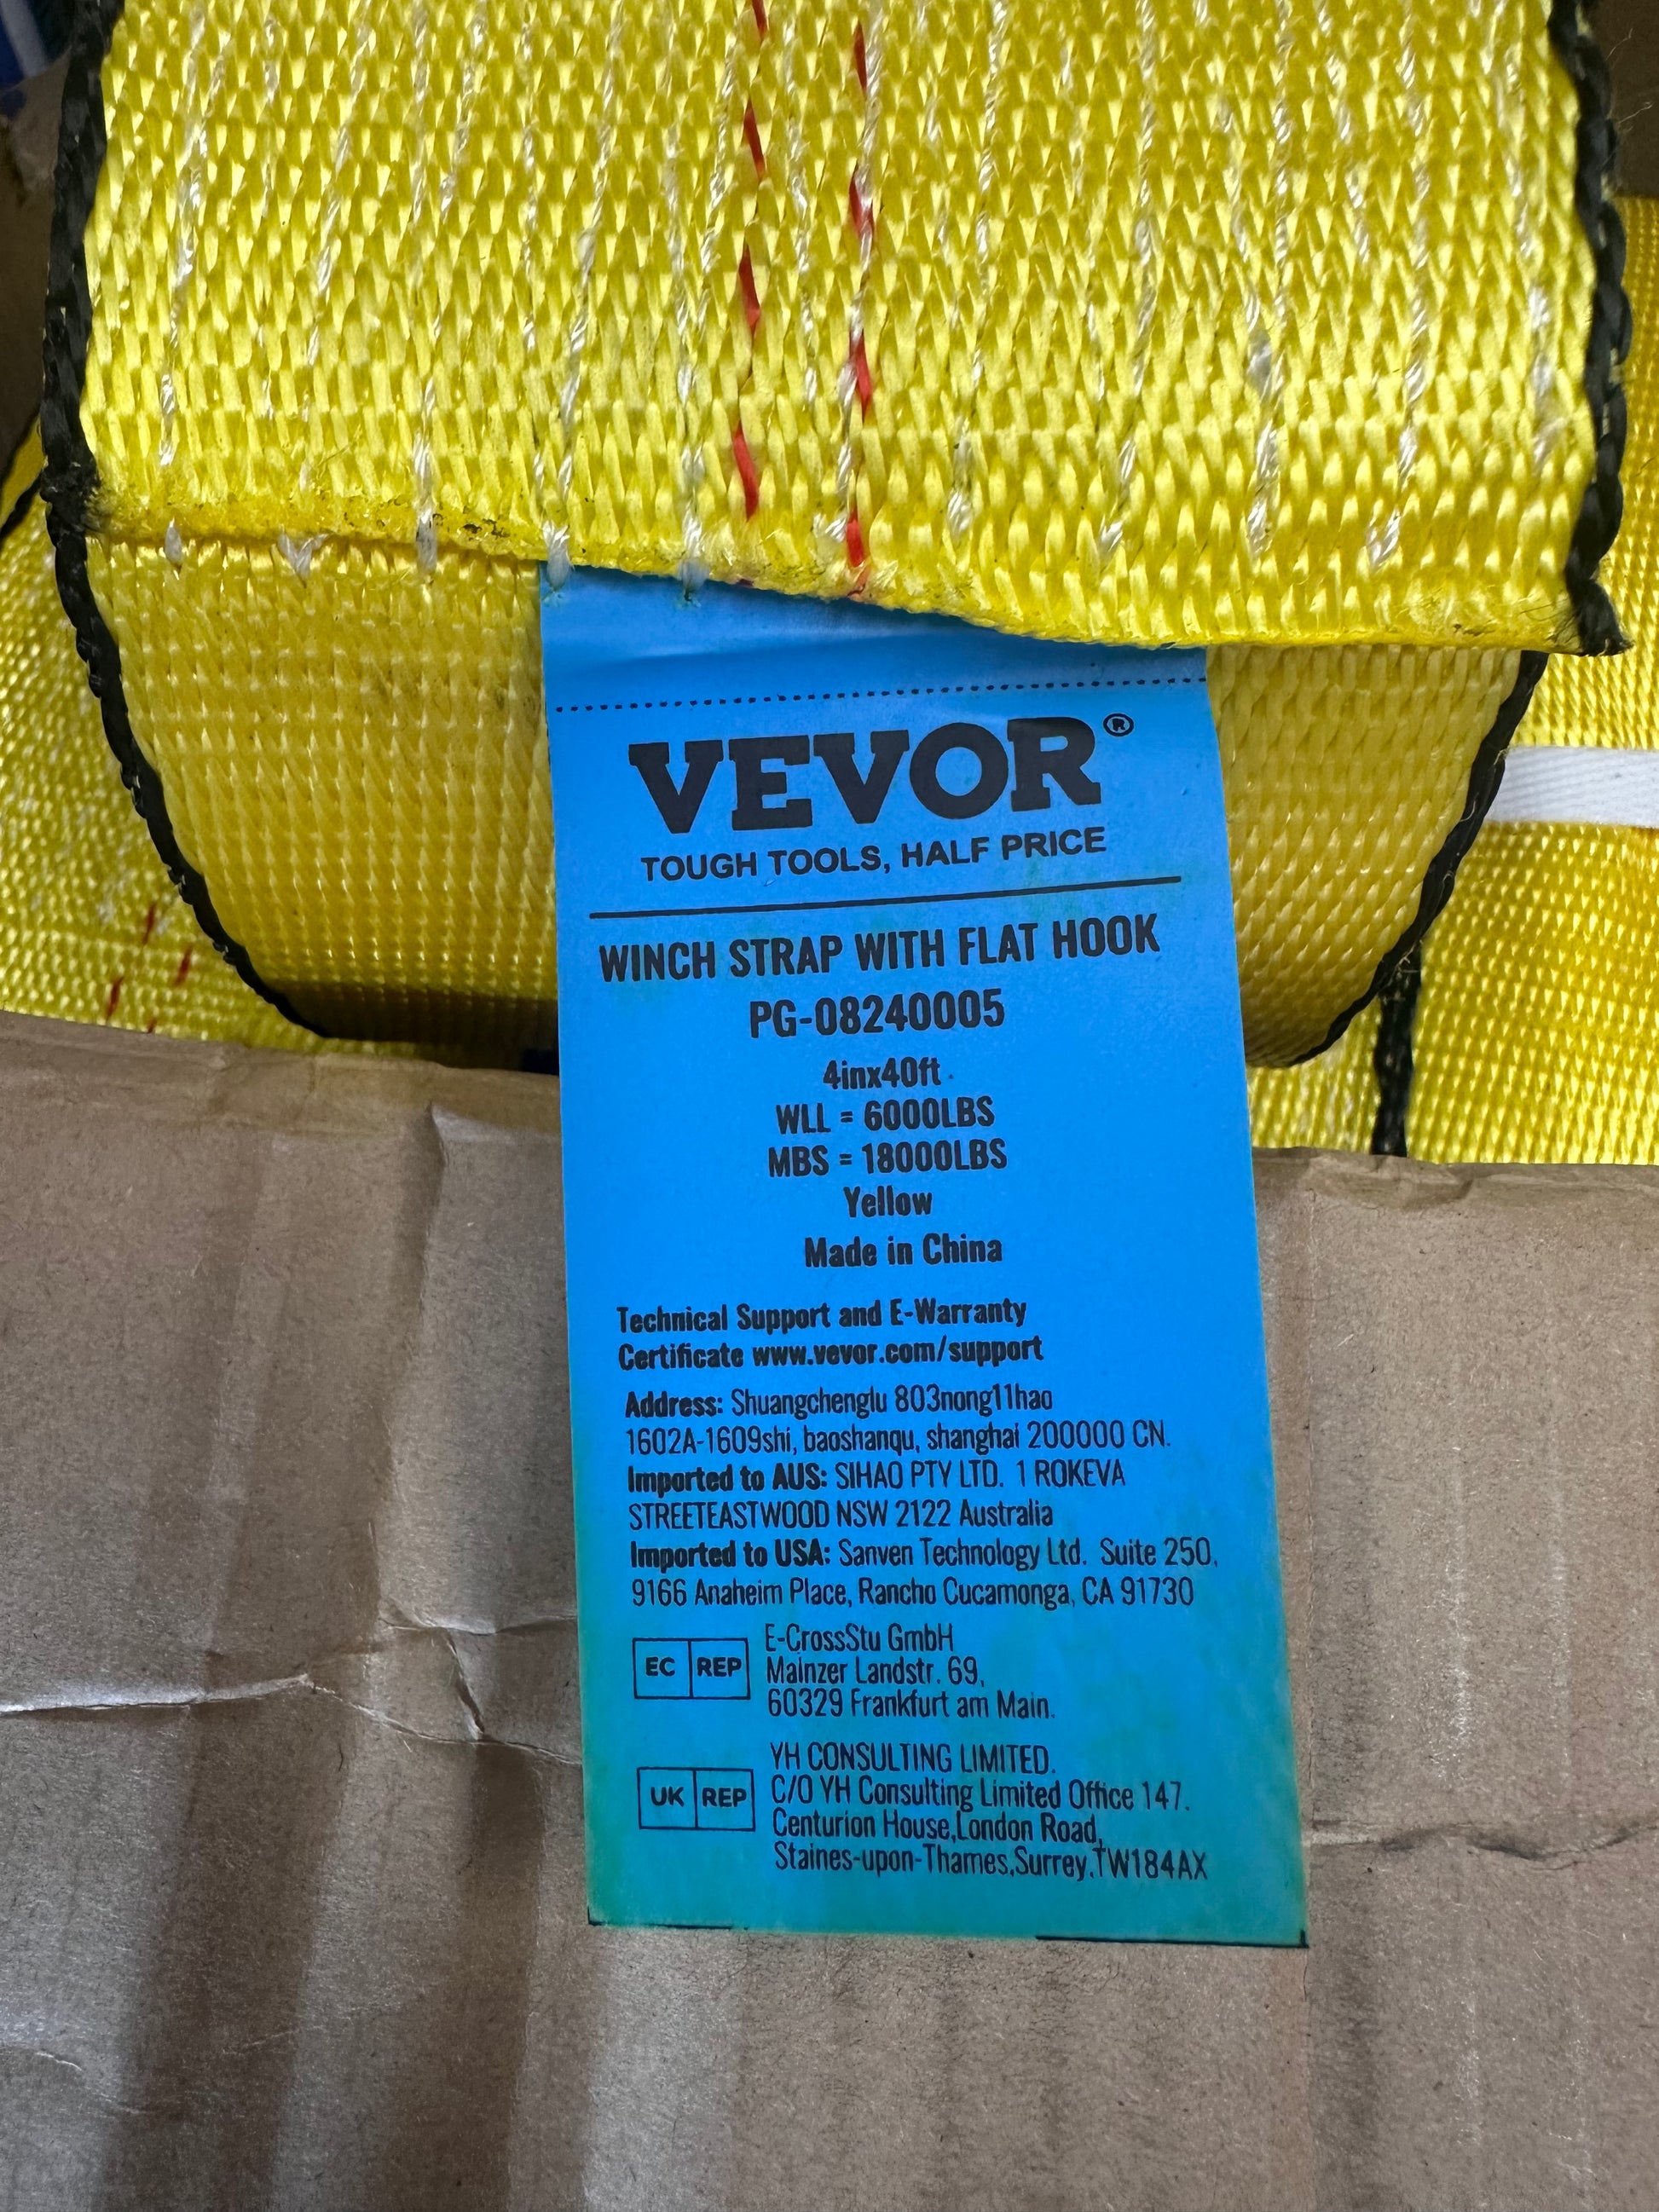 VEVOR®
TOUGH TOOLS, HALF PRICE
WINCH STRAP WITH FLAT HOOK
PG-08240005
4inx40ft
WLL = 6000LBS
MBS = 18000LBS
Yellow
Made in China
Technical Support and E-Warranty
Certificate www.vevor.com/support
Address: Shuangchenglu 803nong11hao
1602A-1609shi, baoshanqu, shanghai 200000 CN.
Imported to AUS: SIHAO PTY LTD. 1 ROKEVA
STREETEASTWOOD NSW 2122 Australia
Imported to USA: Sanven Technology Ltd. Suite 250,
9166 Anaheim Place, Rancho Cucamonga, CA 91730
EC REP E-CrossStu GmbH
Mainzer Landstr. 69,
60329 Frankfurt am Main.
YH CONSULTING LIMITED.
UK REP C/O YH Consulting Limited Office 147.
Centurion House,London Road,
Staines-upon-Thames,Surrey,TW184AX